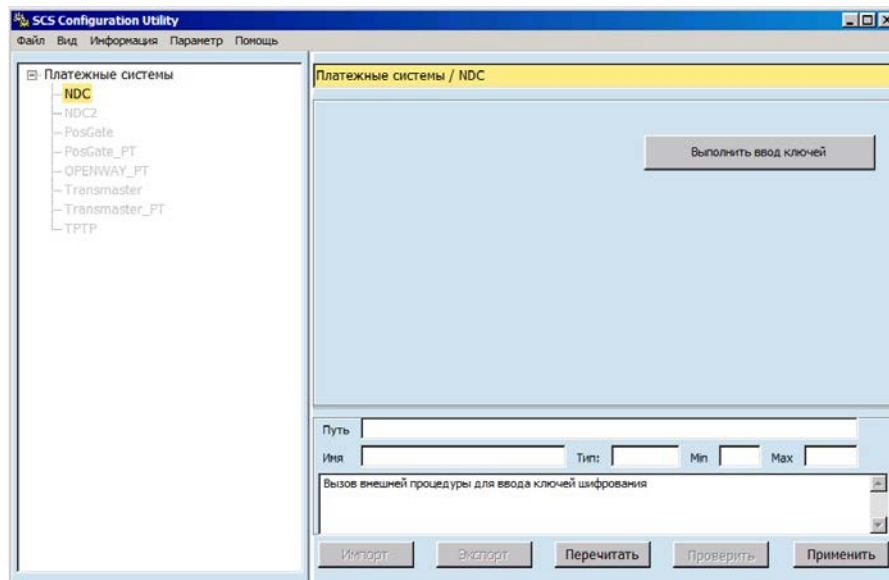 SCS Configuration Utility
Файл Вид Информация Параметр Помощь
Платежные системы
NDC
NDC2
PosGate
PosGate_PT
OPENWAY_PT
Transmaster
Transmaster_PT
TPTP
Платежные системы / NDC
Выполнить ввод ключей
Путь
Имя Тип: Min Max
Вызов внешней процедуры для ввода ключей шифрования
Импорт Экспорт Перечитать Проверить Применить